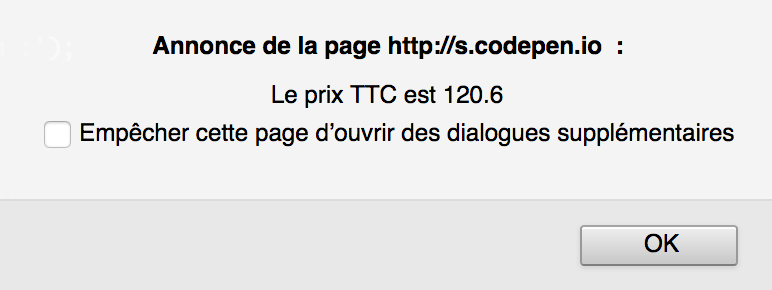 Annonce de la page http://s.codepen.io :
Le prix TTC est 120.6
Empêcher cette page d’ouvrir des dialogues supplémentaires
OK